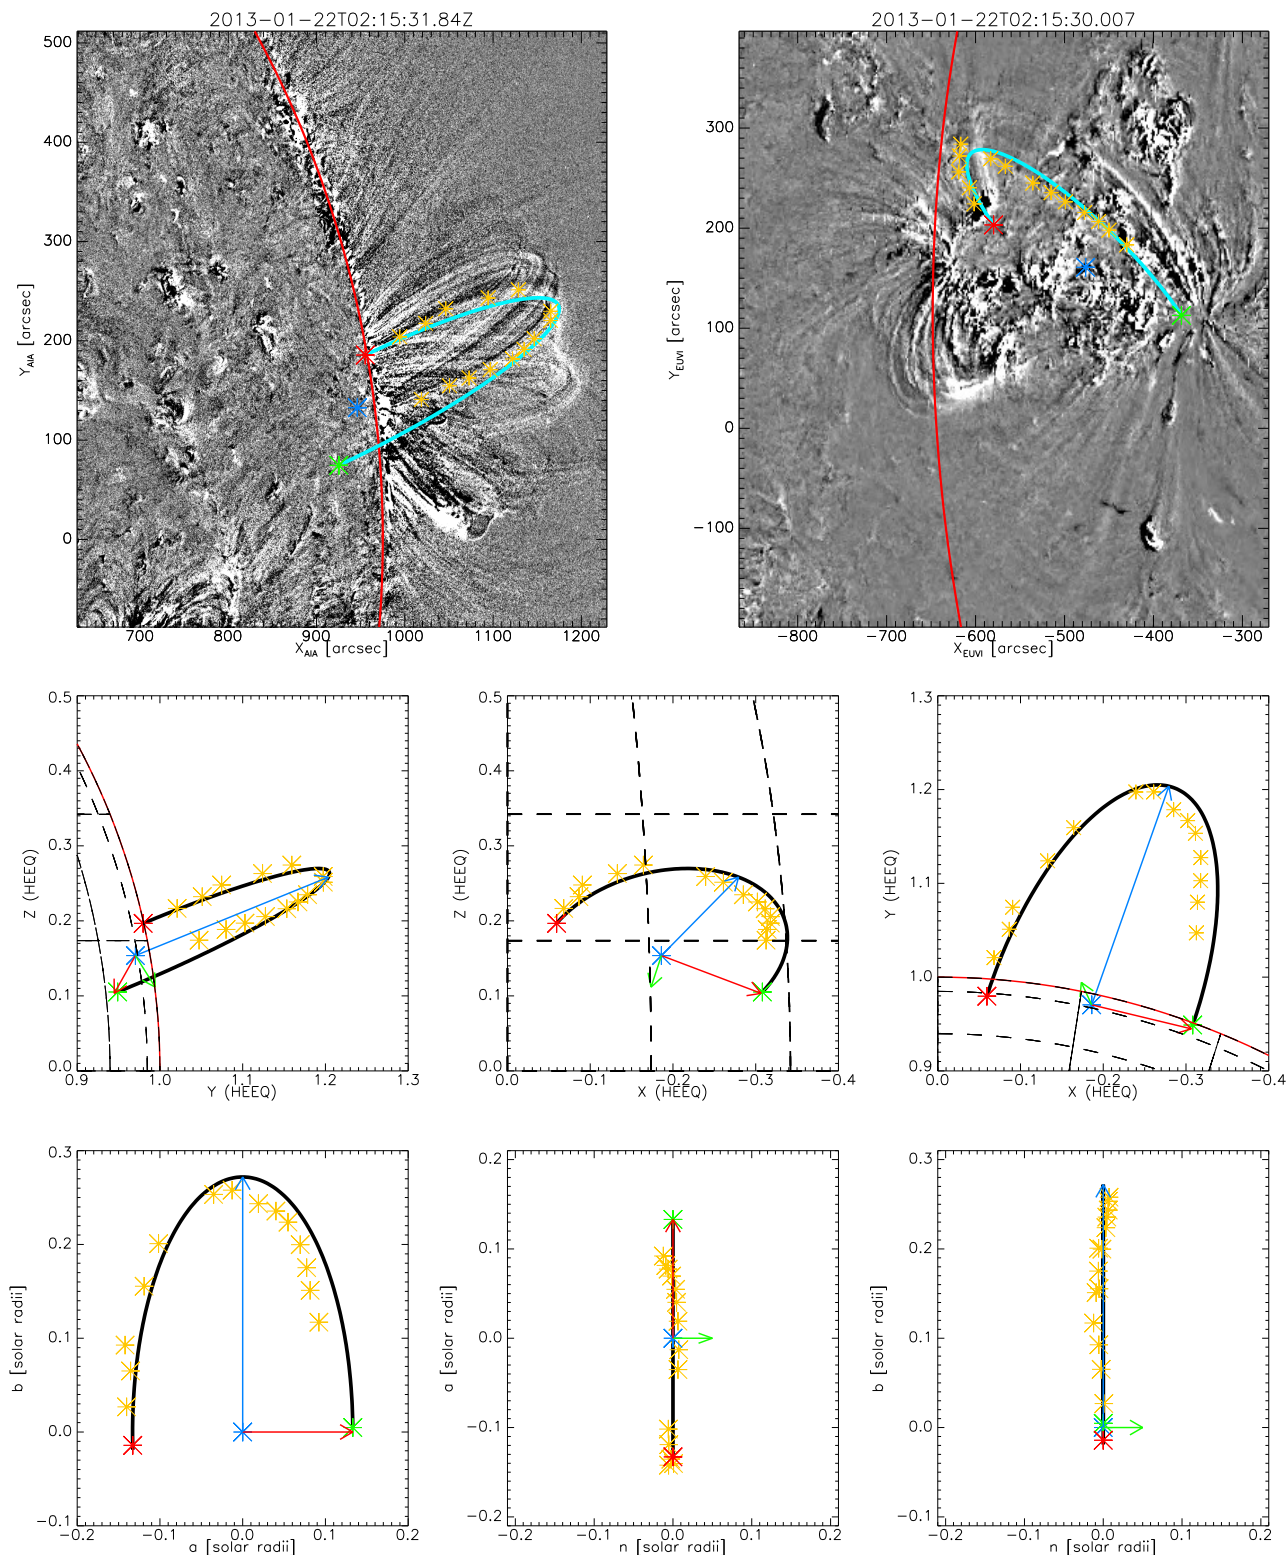 2013-01-22T02:15:31.84Z 2013-01-22T02:15:30.007
500
400
300
200
100
0
Y_AIA [arcsec]
700 800 900 1000 1100 1200
X_AIA [arcsec]
300
200
100
0
-100
Y_EUVI [arcsec]
-800 -700 -600 -500 -400 -300
X_EUVI [arcsec]
0.5
0.4
0.3
0.2
0.1
0.0
Z (HEEQ)
0.9 1.0 1.1 1.2 1.3
Y (HEEQ)
0.5
0.4
0.3
0.2
0.1
0.0
Z (HEEQ)
0.0 -0.1 -0.2 -0.3 -0.4
X (HEEQ)
1.3
1.2
1.1
1.0
0.9
Y (HEEQ)
0.0 -0.1 -0.2 -0.3 -0.4
X (HEEQ)
0.3
0.2
0.1
0.0
-0.1
b [solar radii]
-0.2 -0.1 0.0 0.1 0.2
a [solar radii]
0.2
0.1
0.0
-0.1
-0.2
a [solar radii]
-0.2 -0.1 0.0 0.1 0.2
n [solar radii]
0.3
0.2
0.1
0.0
-0.1
b [solar radii]
-0.2 -0.1 0.0 0.1 0.2
n [solar radii]